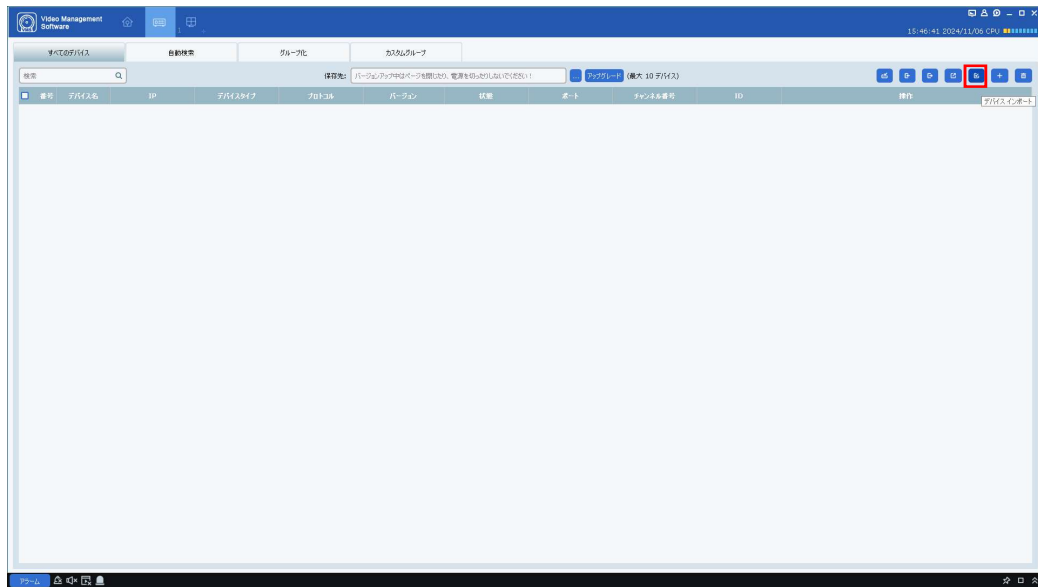 Video Management
Software
1
15:46:41 2024/11/06 CPU
すべてのデバイス
自動検索
グループ化
カスタムグループ
検索
保存先:
バージョンアップ中はページを閉じたり、電源を切ったりしないでください!
...
アップグレード
(最大 10 デバイス)
番号
デバイス名
IP
デバイスタイプ
プロトコル
バージョン
状態
ポート
チャンネル番号
ID
操作
デバイスインポート
アラーム